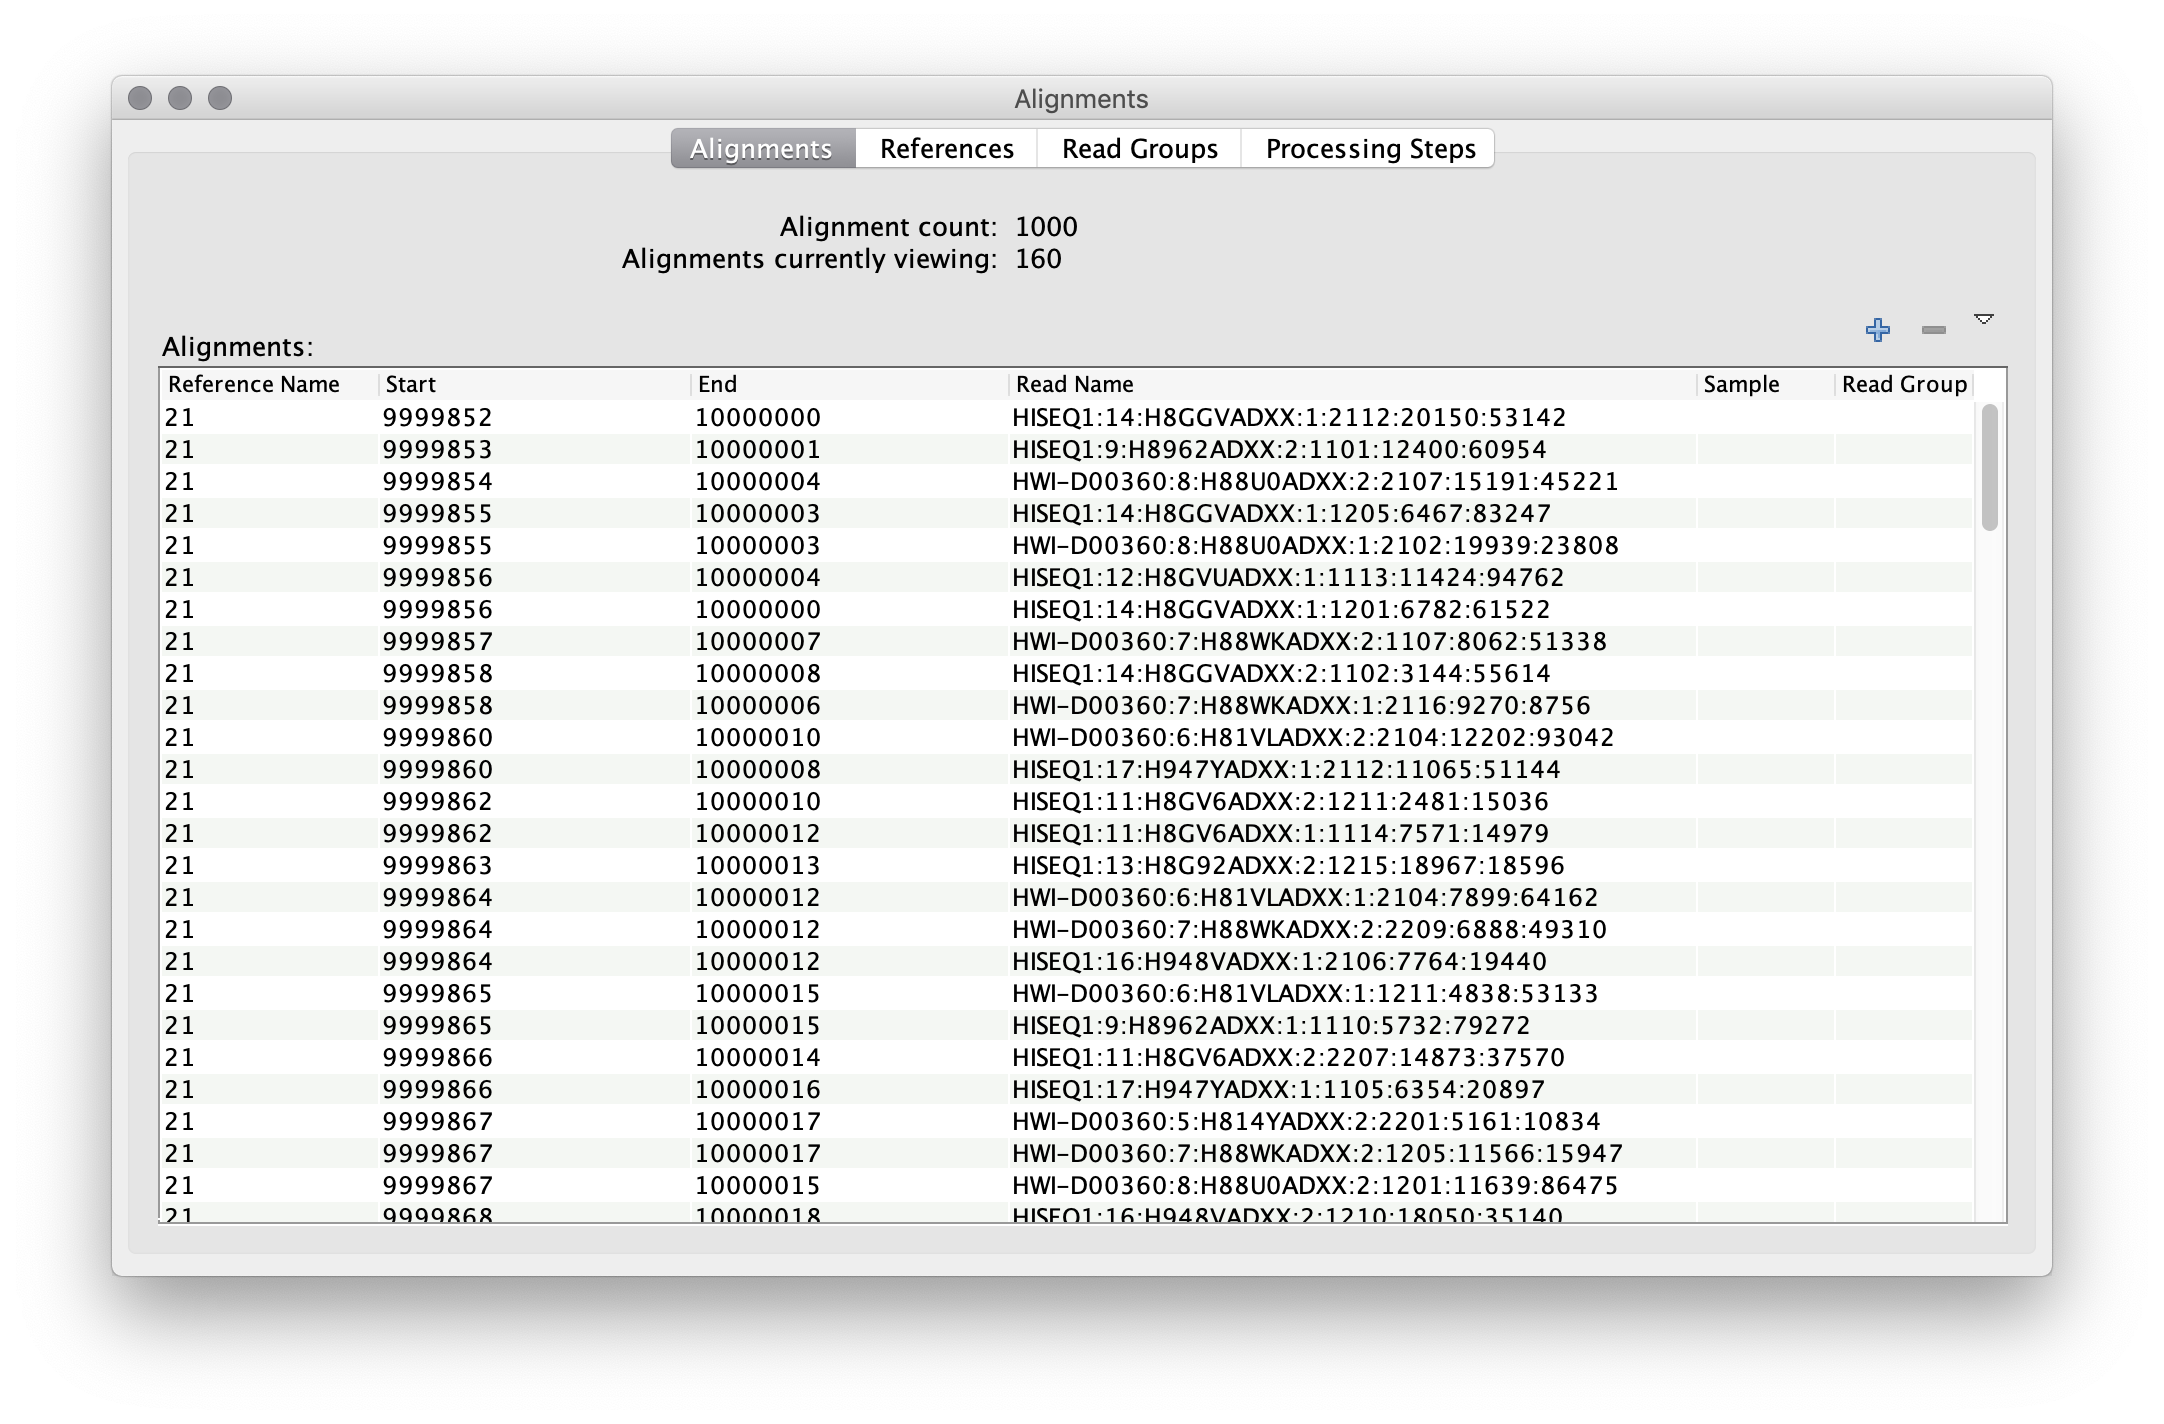 Alignments
Alignments References Read Groups Processing Steps
Alignment count: 1000
Alignments currently viewing: 160
Alignments:
Reference Name Start End Read Name Sample Read Group
21 9999852 10000000 HISEQ1:14:H8GGVADXX:1:2112:20150:53142
21 9999853 10000001 HISEQ1:9:H8962ADXX:2:1101:12400:60954
21 9999854 10000004 HWI-D00360:8:H88U0ADXX:2:2107:15191:45221
21 9999855 10000003 HISEQ1:14:H8GGVADXX:1:1205:6467:83247
21 9999855 10000003 HWI-D00360:8:H88U0ADXX:1:2102:19939:23808
21 9999856 10000004 HISEQ1:12:H8GVUADXX:1:1113:11424:94762
21 9999856 10000000 HISEQ1:14:H8GGVADXX:1:1201:6782:61522
21 9999857 10000007 HWI-D00360:7:H88WKADXX:2:1107:8062:51338
21 9999858 10000008 HISEQ1:14:H8GGVADXX:2:1102:3144:55614
21 9999858 10000006 HWI-D00360:7:H88WKADXX:1:2116:9270:8756
21 9999860 10000010 HWI-D00360:6:H81VLADXX:2:2104:12202:93042
21 9999860 10000008 HISEQ1:17:H947YADXX:1:2112:11065:51144
21 9999862 10000010 HISEQ1:11:H8GV6ADXX:2:1211:2481:15036
21 9999862 10000012 HISEQ1:11:H8GV6ADXX:1:1114:7571:14979
21 9999863 10000013 HISEQ1:13:H8G92ADXX:2:1215:18967:18596
21 9999864 10000012 HWI-D00360:6:H81VLADXX:1:2104:7899:64162
21 9999864 10000012 HWI-D00360:7:H88WKADXX:2:2209:6888:49310
21 9999864 10000012 HISEQ1:16:H948VADXX:1:2106:7764:19440
21 9999865 10000015 HWI-D00360:6:H81VLADXX:1:1211:4838:53133
21 9999865 10000015 HISEQ1:9:H8962ADXX:1:1110:5732:79272
21 9999866 10000014 HISEQ1:11:H8GV6ADXX:2:2207:14873:37570
21 9999866 10000016 HISEQ1:17:H947YADXX:1:1105:6354:20897
21 9999867 10000017 HWI-D00360:5:H814YADXX:2:2201:5161:10834
21 9999867 10000017 HWI-D00360:7:H88WKADXX:2:1205:11566:15947
21 9999867 10000015 HWI-D00360:8:H88U0ADXX:2:1201:11639:86475
21 9999868 10000018 HISEQ1:16:H948VADXX:2:1210:18050:35140